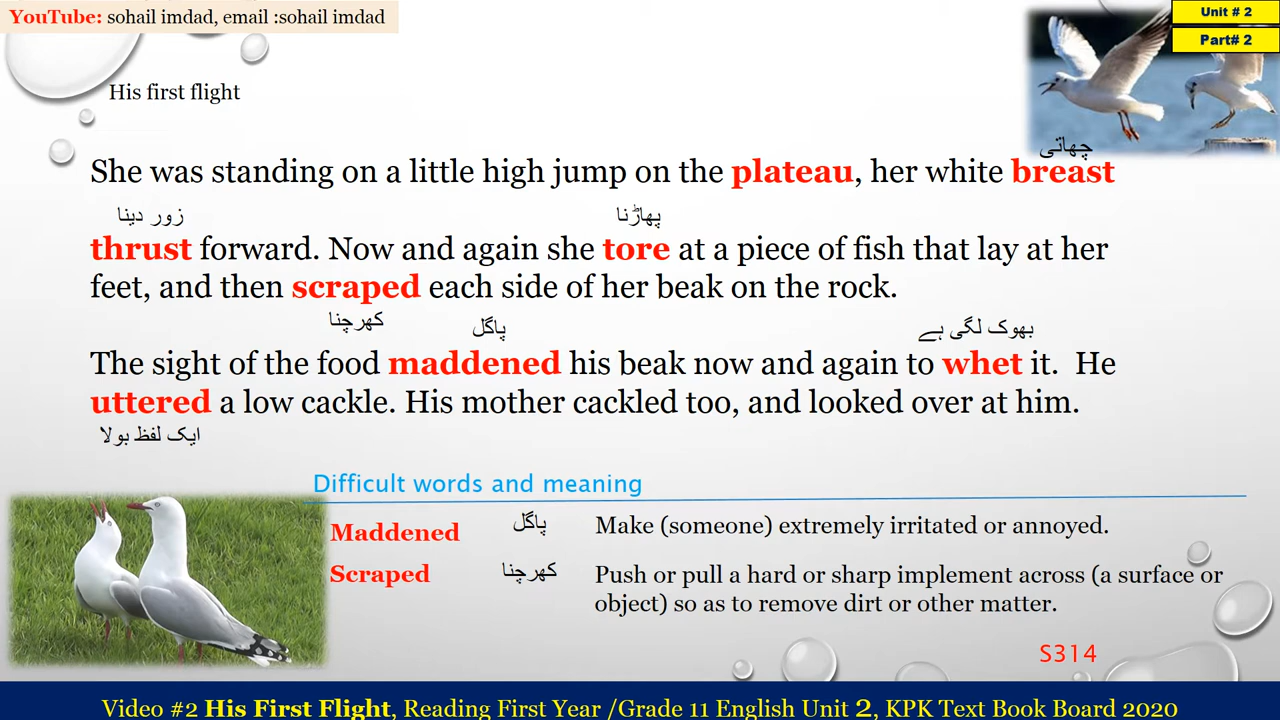 YouTube: sohail imdad, email :sohail imdad
Unit # 2
Part# 2
His first flight
چھاتی
She was standing on a little high jump on the plateau, her white breast
زور دینا پھاڑنا
thrust forward. Now and again she tore at a piece of fish that lay at her
feet, and then scraped each side of her beak on the rock.
کھرچنا پاگل بھوک لگی ہے
The sight of the food maddened his beak now and again to whet it. He
uttered a low cackle. His mother cackled too, and looked over at him.
ایک لفظ بولا
Difficult words and meaning
Maddened پاگل Make (someone) extremely irritated or annoyed.
Scraped کھرچنا Push or pull a hard or sharp implement across (a surface or
object) so as to remove dirt or other matter.
S314
Video #2 His First Flight, Reading First Year /Grade 11 English Unit 2, KPK Text Book Board 2020